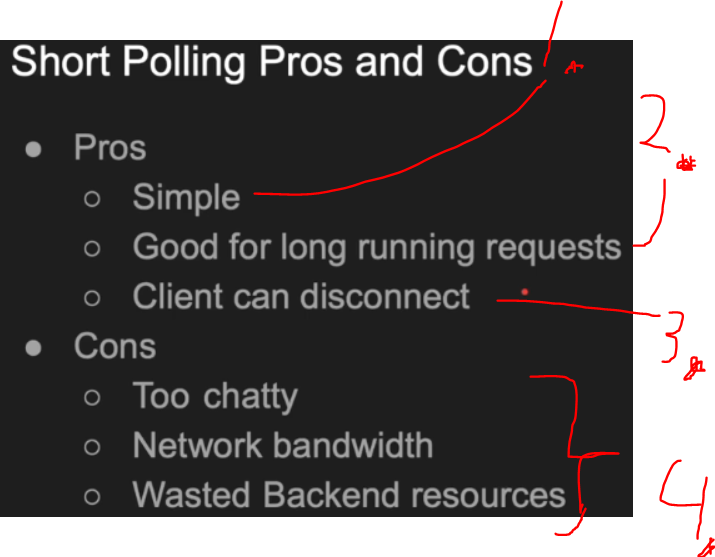 Short Polling Pros and Cons
● Pros
○ Simple
○ Good for long running requests
2
○ Client can disconnect
3
● Cons
○ Too chatty
○ Network bandwidth
○ Wasted Backend resources
4